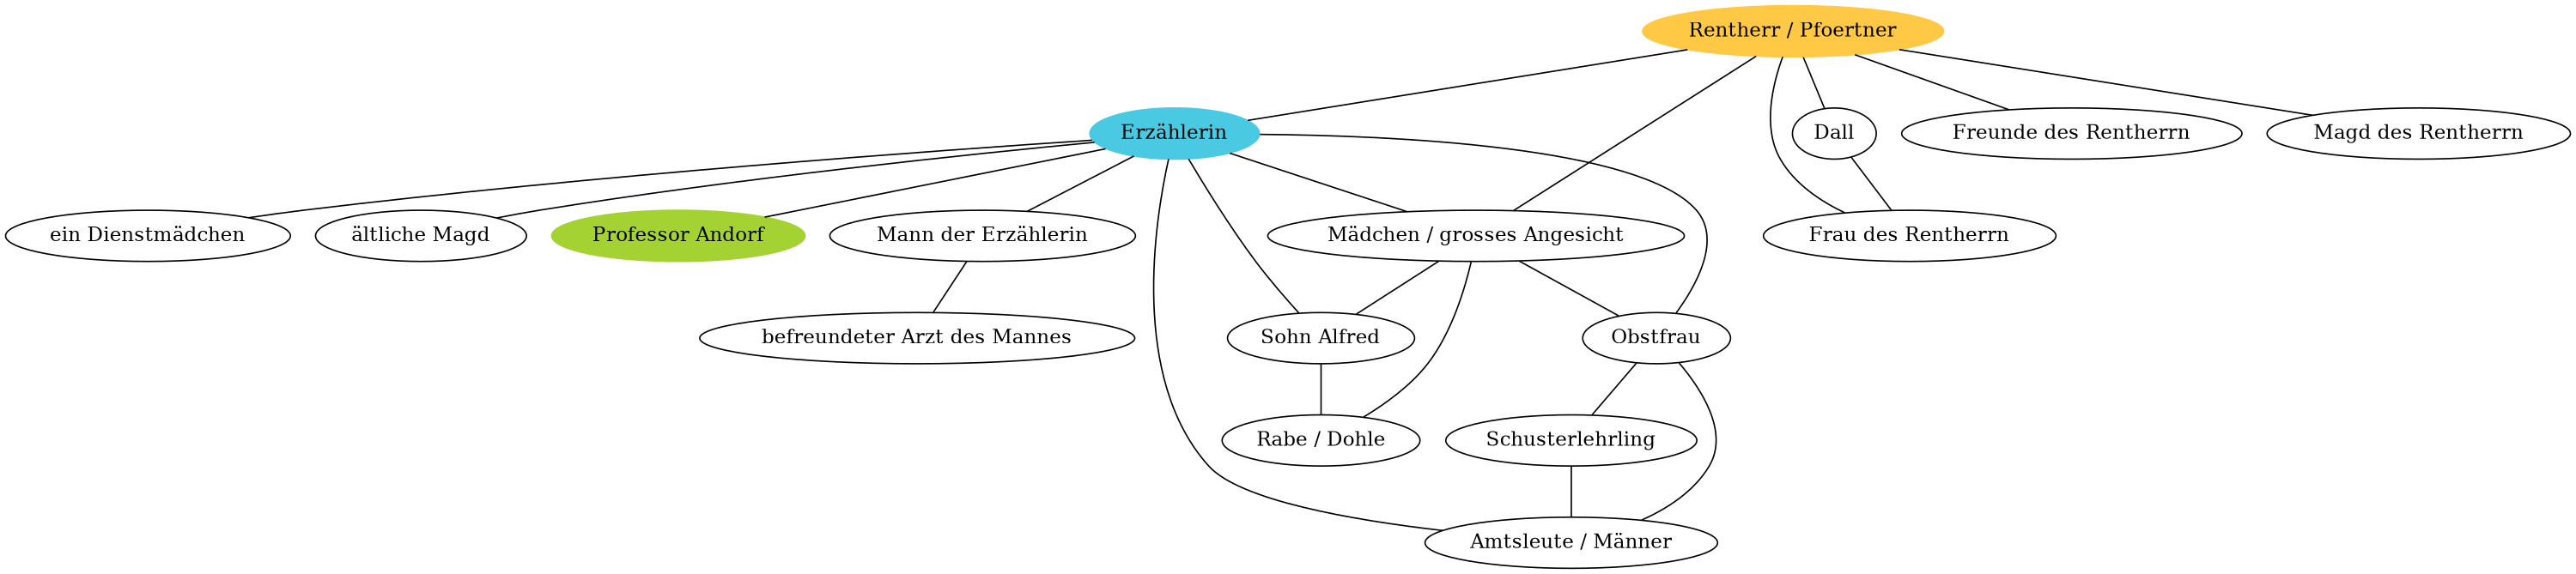 Rentherr / Pfoertner
Erzählerin
Dall
Freunde des Rentherrn
Magd des Rentherrn
ein Dienstmädchen
ältliche Magd
Professor Andorf
Mann der Erzählerin
Mädchen / grosses Angesicht
Frau des Rentherrn
befreundeter Arzt des Mannes
Sohn Alfred
Obstfrau
Rabe / Dohle
Schusterlehrling
Amtsleute / Männer